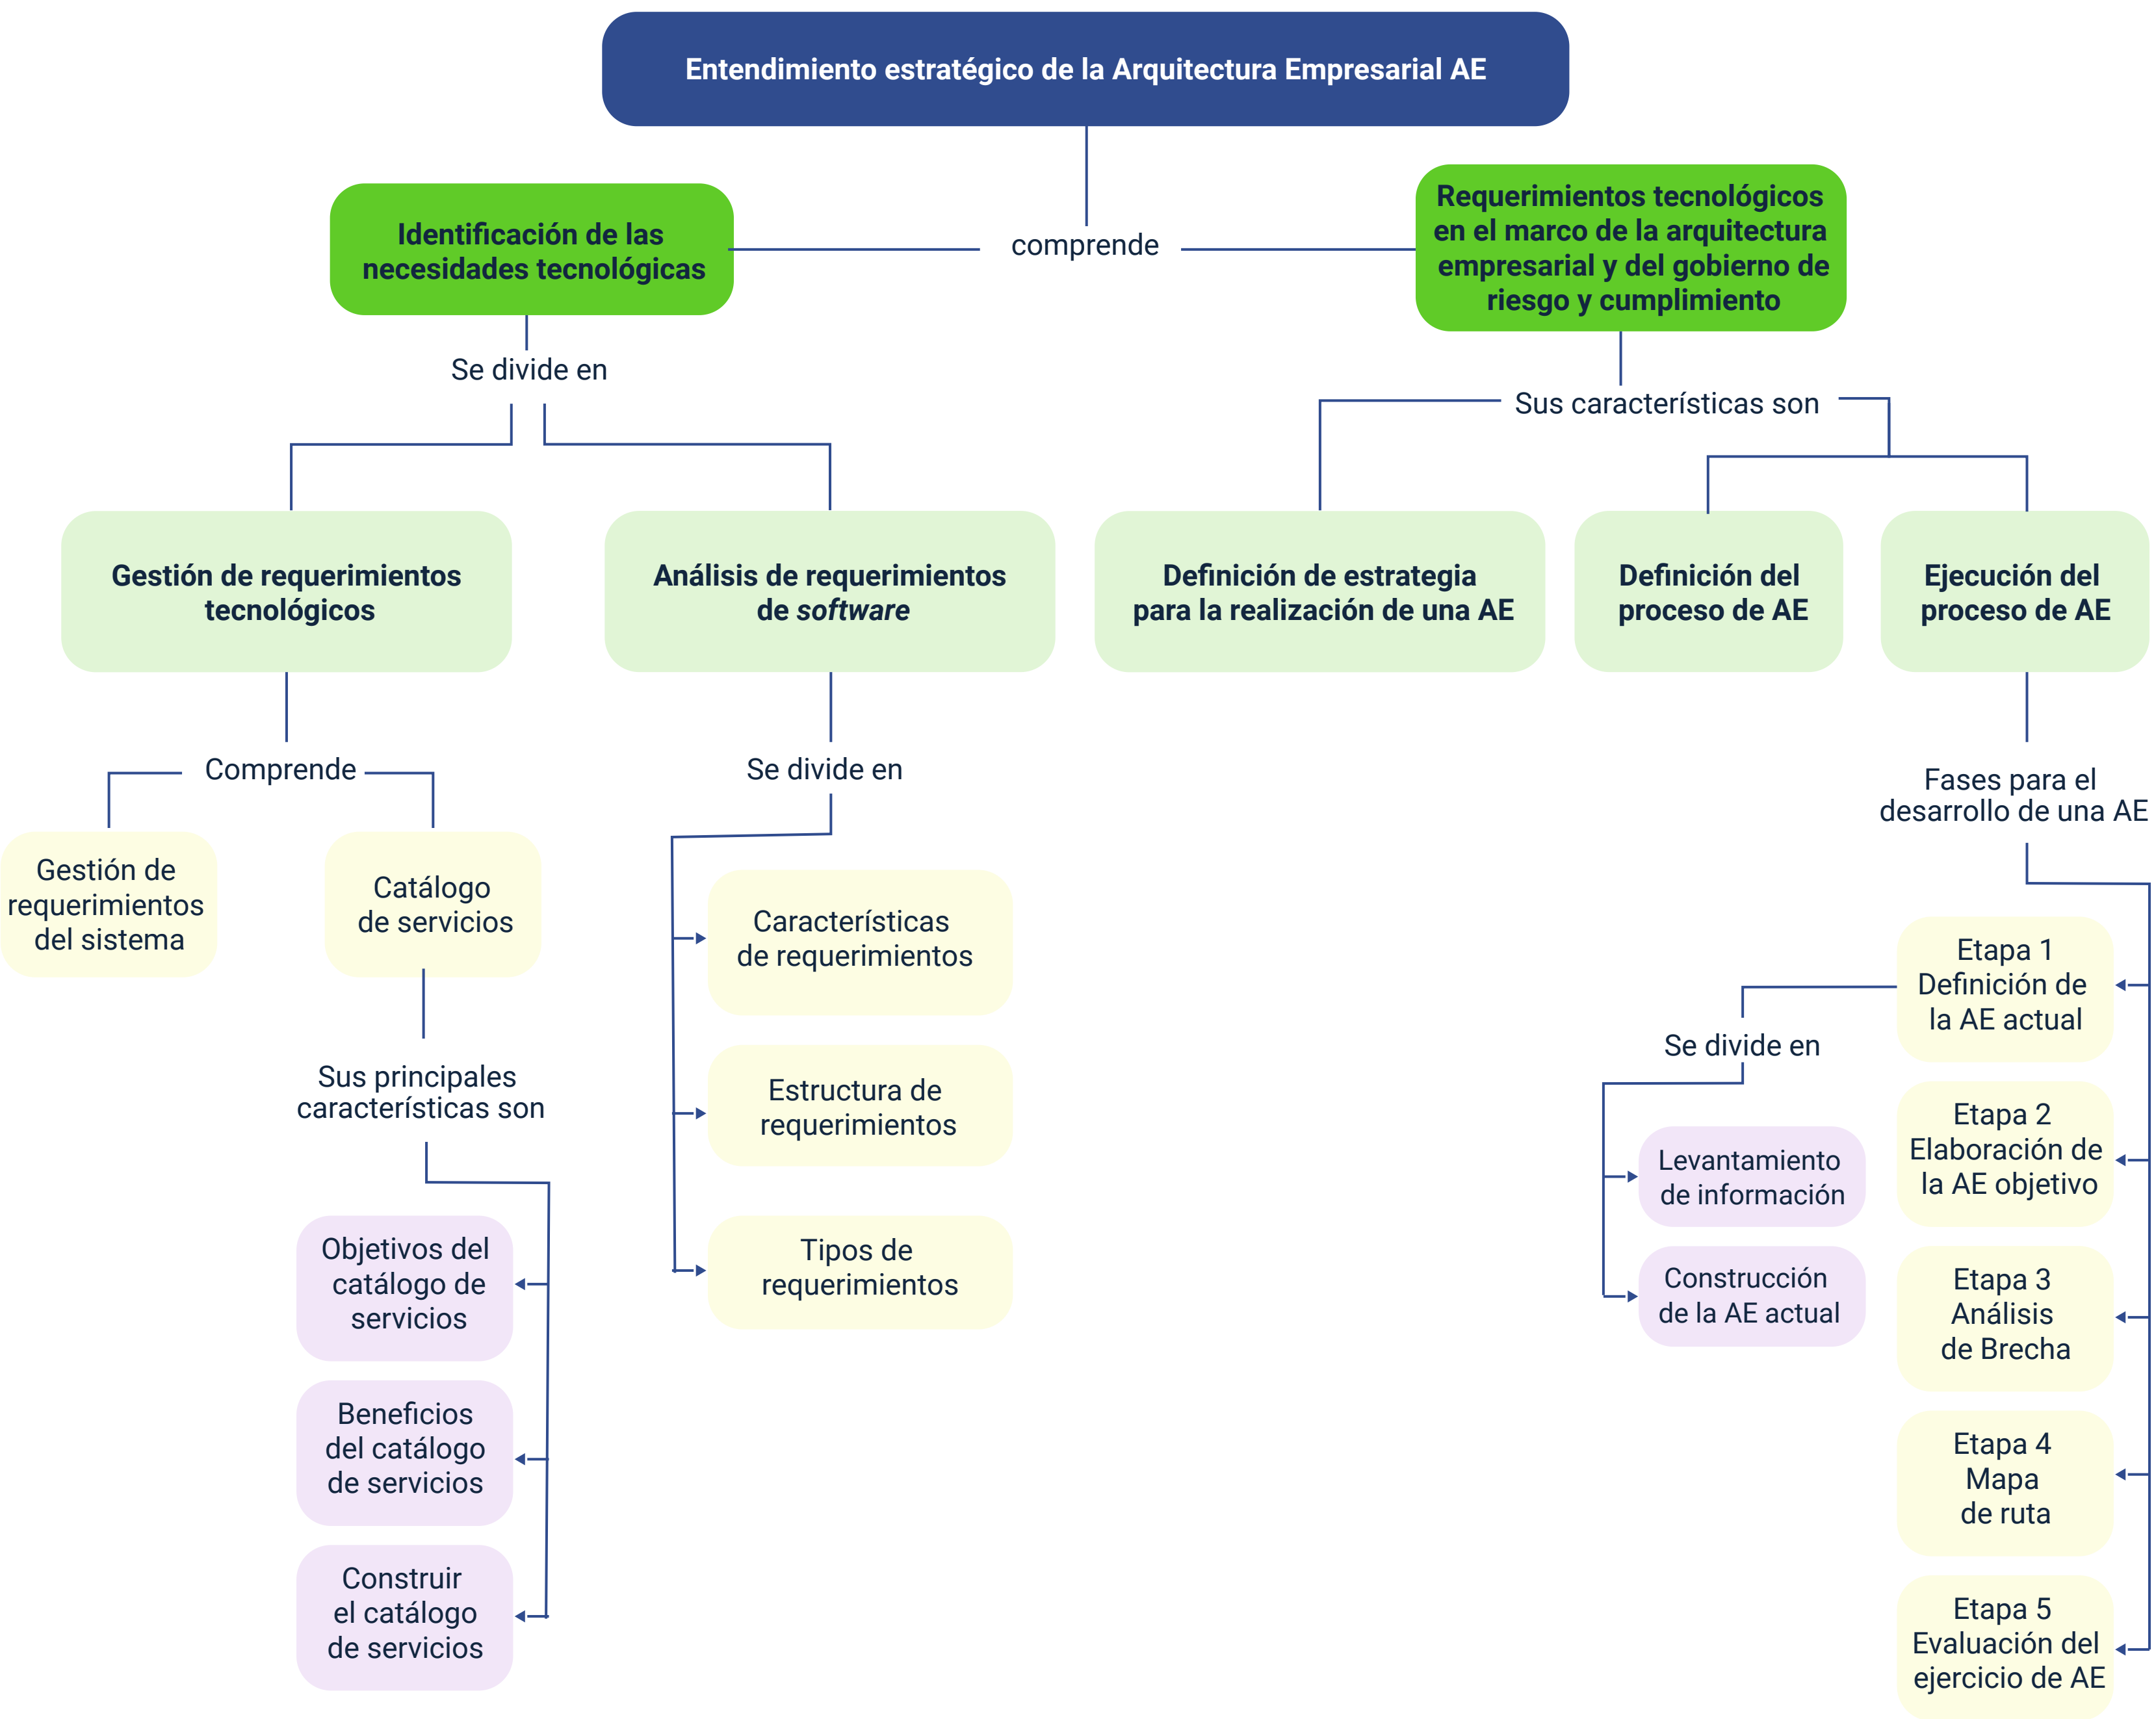 Entendimiento estratégico de la Arquitectura Empresarial AE
Identificación de las
necesidades tecnológicas
comprende
Requerimientos tecnológicos
en el marco de la arquitectura
empresarial y del gobierno de
riesgo y cumplimiento
Se divide en
Sus características son
Gestión de requerimientos
tecnológicos
Análisis de requerimientos
de software
Definición de estrategia
para la realización de una AE
Definición del
proceso de AE
Ejecución del
proceso de AE
Comprende
Se divide en
Fases para el
desarrollo de una AE
Gestión de
requerimientos
del sistema
Catálogo
de servicios
Sus principales
características son
Objetivos del
catálogo de
servicios
Beneficios
del catálogo
de servicios
Construir
el catálogo
de servicios
Características
de requerimientos
Estructura de
requerimientos
Tipos de
requerimientos
Etapa 1
Definición de
la AE actual
Se divide en
Levantamiento
de información
Construcción
de la AE actual
Etapa 2
Elaboración de
la AE objetivo
Etapa 3
Análisis
de Brecha
Etapa 4
Mapa
de ruta
Etapa 5
Evaluación del
ejercicio de AE